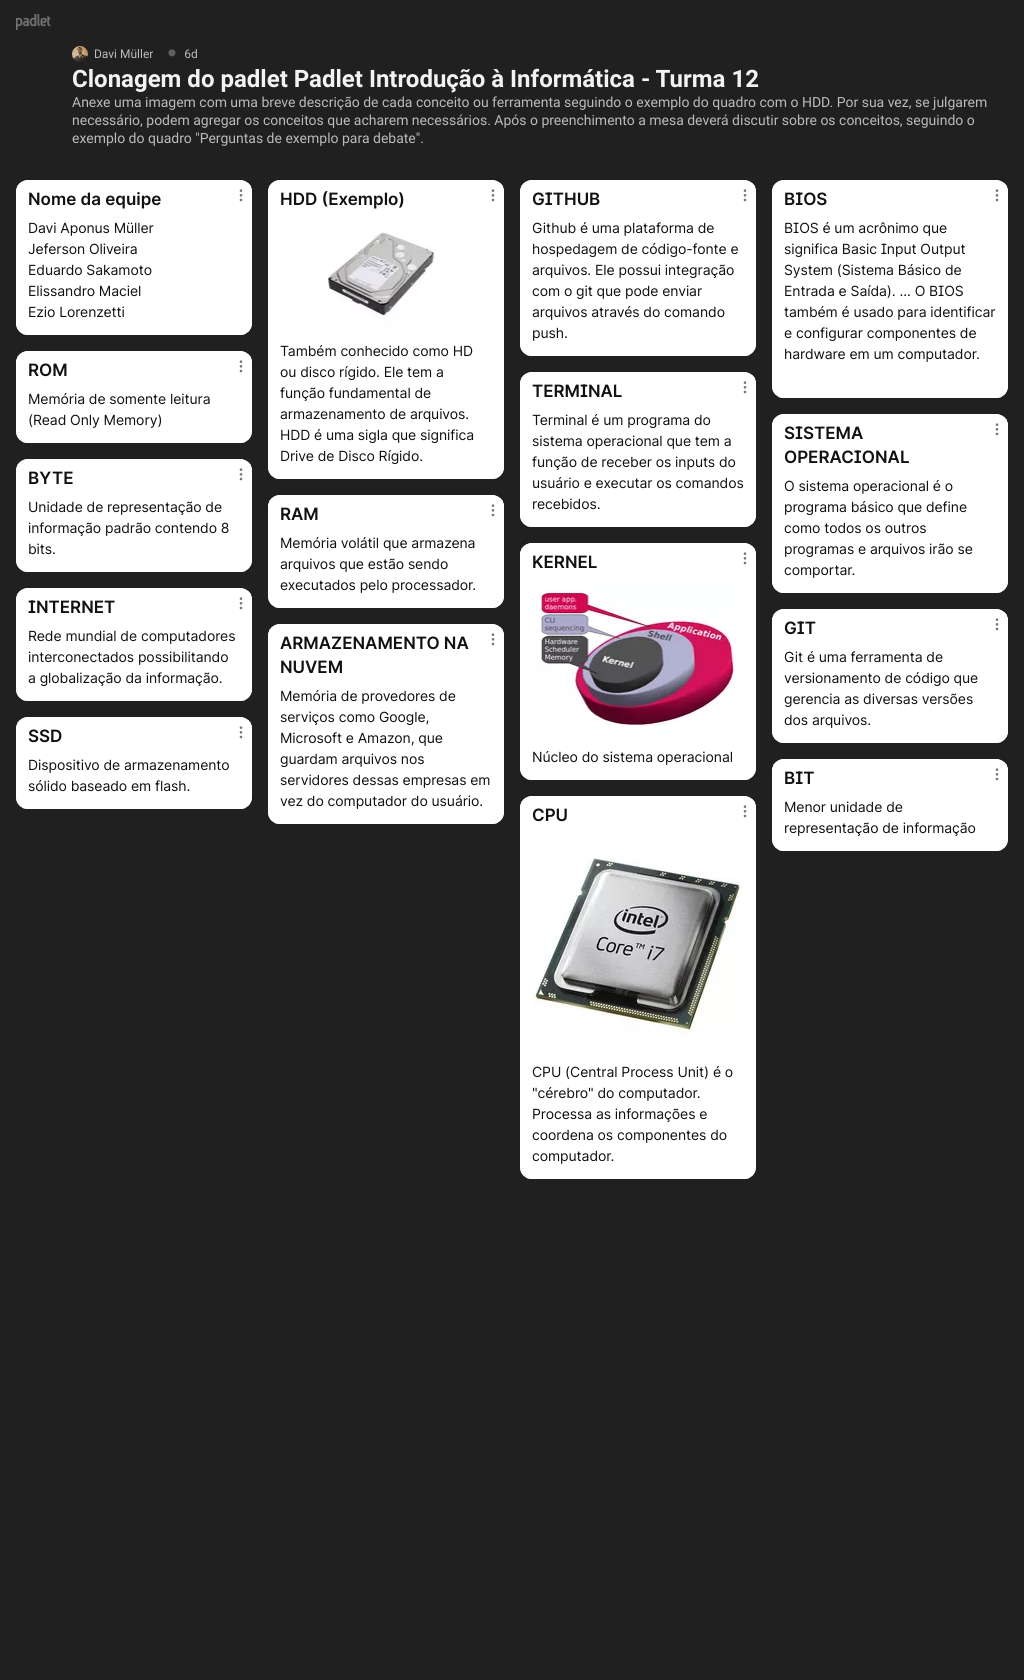 padlet
Davi Müller • 6d
Clonagem do padlet Padlet Introdução à Informática - Turma 12
Anexe uma imagem com uma breve descrição de cada conceito ou ferramenta seguindo o exemplo do quadro com o HDD. Por sua vez, se julgarem
necessário, podem agregar os conceitos que acharem necessários. Após o preenchimento a mesa deverá discutir sobre os conceitos, seguindo o
exemplo do quadro "Perguntas de exemplo para debate".
Nome da equipe
Davi Aponus Müller
Jeferson Oliveira
Eduardo Sakamoto
Elissandro Maciel
Ezio Lorenzetti
ROM
Memória de somente leitura
(Read Only Memory)
BYTE
Unidade de representação de
informação padrão contendo 8
bits.
INTERNET
Rede mundial de computadores
interconectados possibilitando
a globalização da informação.
SSD
Dispositivo de armazenamento
sólido baseado em flash.
HDD (Exemplo)
Também conhecido como HD
ou disco rígido. Ele tem a
função fundamental de
armazenamento de arquivos.
HDD é uma sigla que significa
Drive de Disco Rígido.
RAM
Memória volátil que armazena
arquivos que estão sendo
executados pelo processador.
ARMAZENAMENTO NA
NUVEM
Memória de provedores de
serviços como Google,
Microsoft e Amazon, que
guardam arquivos nos
servidores dessas empresas em
vez do computador do usuário.
GITHUB
Github é uma plataforma de
hospedagem de código-fonte e
arquivos. Ele possui integração
com o git que pode enviar
arquivos através do comando
push.
TERMINAL
Terminal é um programa do
sistema operacional que tem a
função de receber os inputs do
usuário e executar os comandos
recebidos.
KERNEL
user app.
daemons
CLI
sequencing
Hardware
Scheduler
Memory
Application
Shell
Kernel
Núcleo do sistema operacional
CPU
intel
Core™ i7
CPU (Central Process Unit) é o
"cérebro" do computador.
Processa as informações e
coordena os componentes do
computador.
BIOS
BIOS é um acrônimo que
significa Basic Input Output
System (Sistema Básico de
Entrada e Saída). ... O BIOS
também é usado para identificar
e configurar componentes de
hardware em um computador.
SISTEMA
OPERACIONAL
O sistema operacional é o
programa básico que define
como todos os outros
programas e arquivos irão se
comportar.
GIT
Git é uma ferramenta de
versionamento de código que
gerencia as diversas versões
dos arquivos.
BIT
Menor unidade de
representação de informação